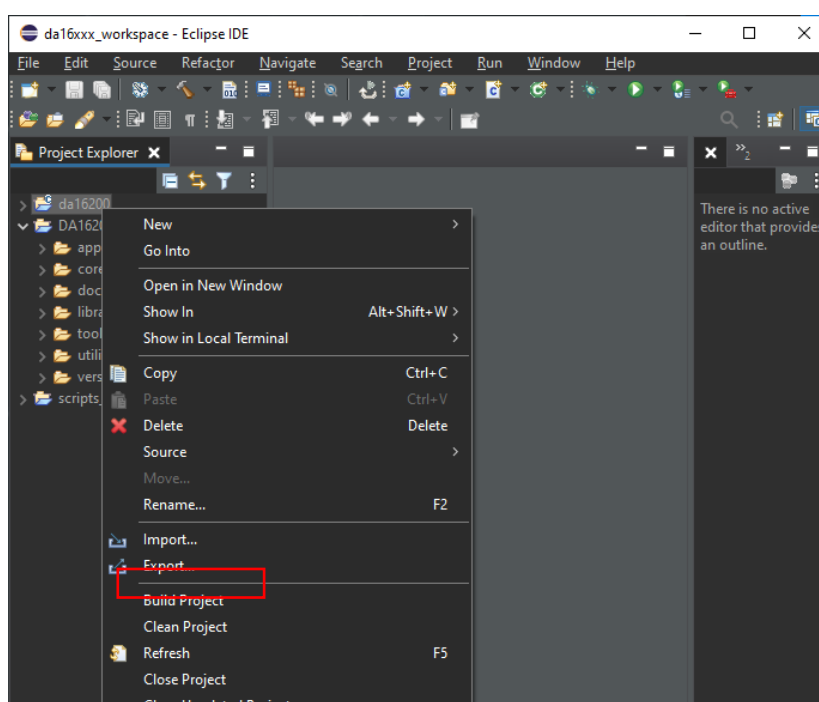 da16xxx_workspace - Eclipse IDE
File Edit Source Refactor Navigate Search Project Run Window Help
Project Explorer
2
da16200
DA1620
app
core
doc
libra
tool
utili
vers
scripts_
New
Go Into
Open in New Window
Show In Alt+Shift+W >
Show in Local Terminal
Copy Ctrl+C
Paste Ctrl+V
Delete Delete
Source
Move...
Rename... F2
Import...
Export...
Build Project
Clean Project
Refresh F5
Close Project
There is no active
editor that provides
an outline.